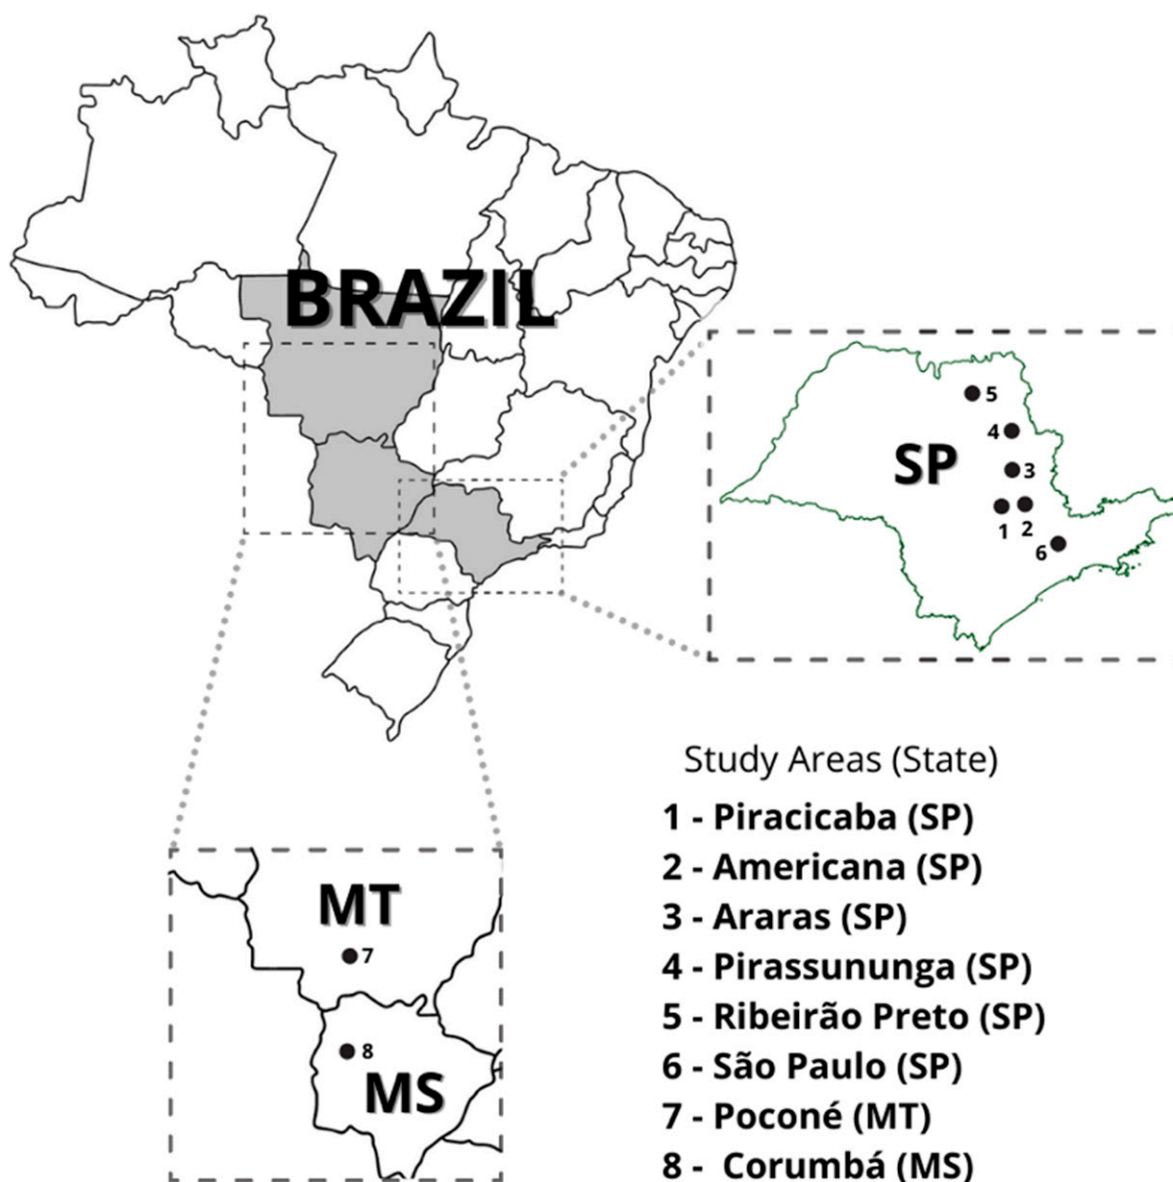 BRAZIL
SP
5
4
3
1
2
6
MT
7
8
MS
Study Areas (State)
1 - Piracicaba (SP)
2 - Americana (SP)
3 - Araras (SP)
4 - Pirassununga (SP)
5 - Ribeirão Preto (SP)
6 - São Paulo (SP)
7 - Poconé (MT)
8 - Corumbá (MS)